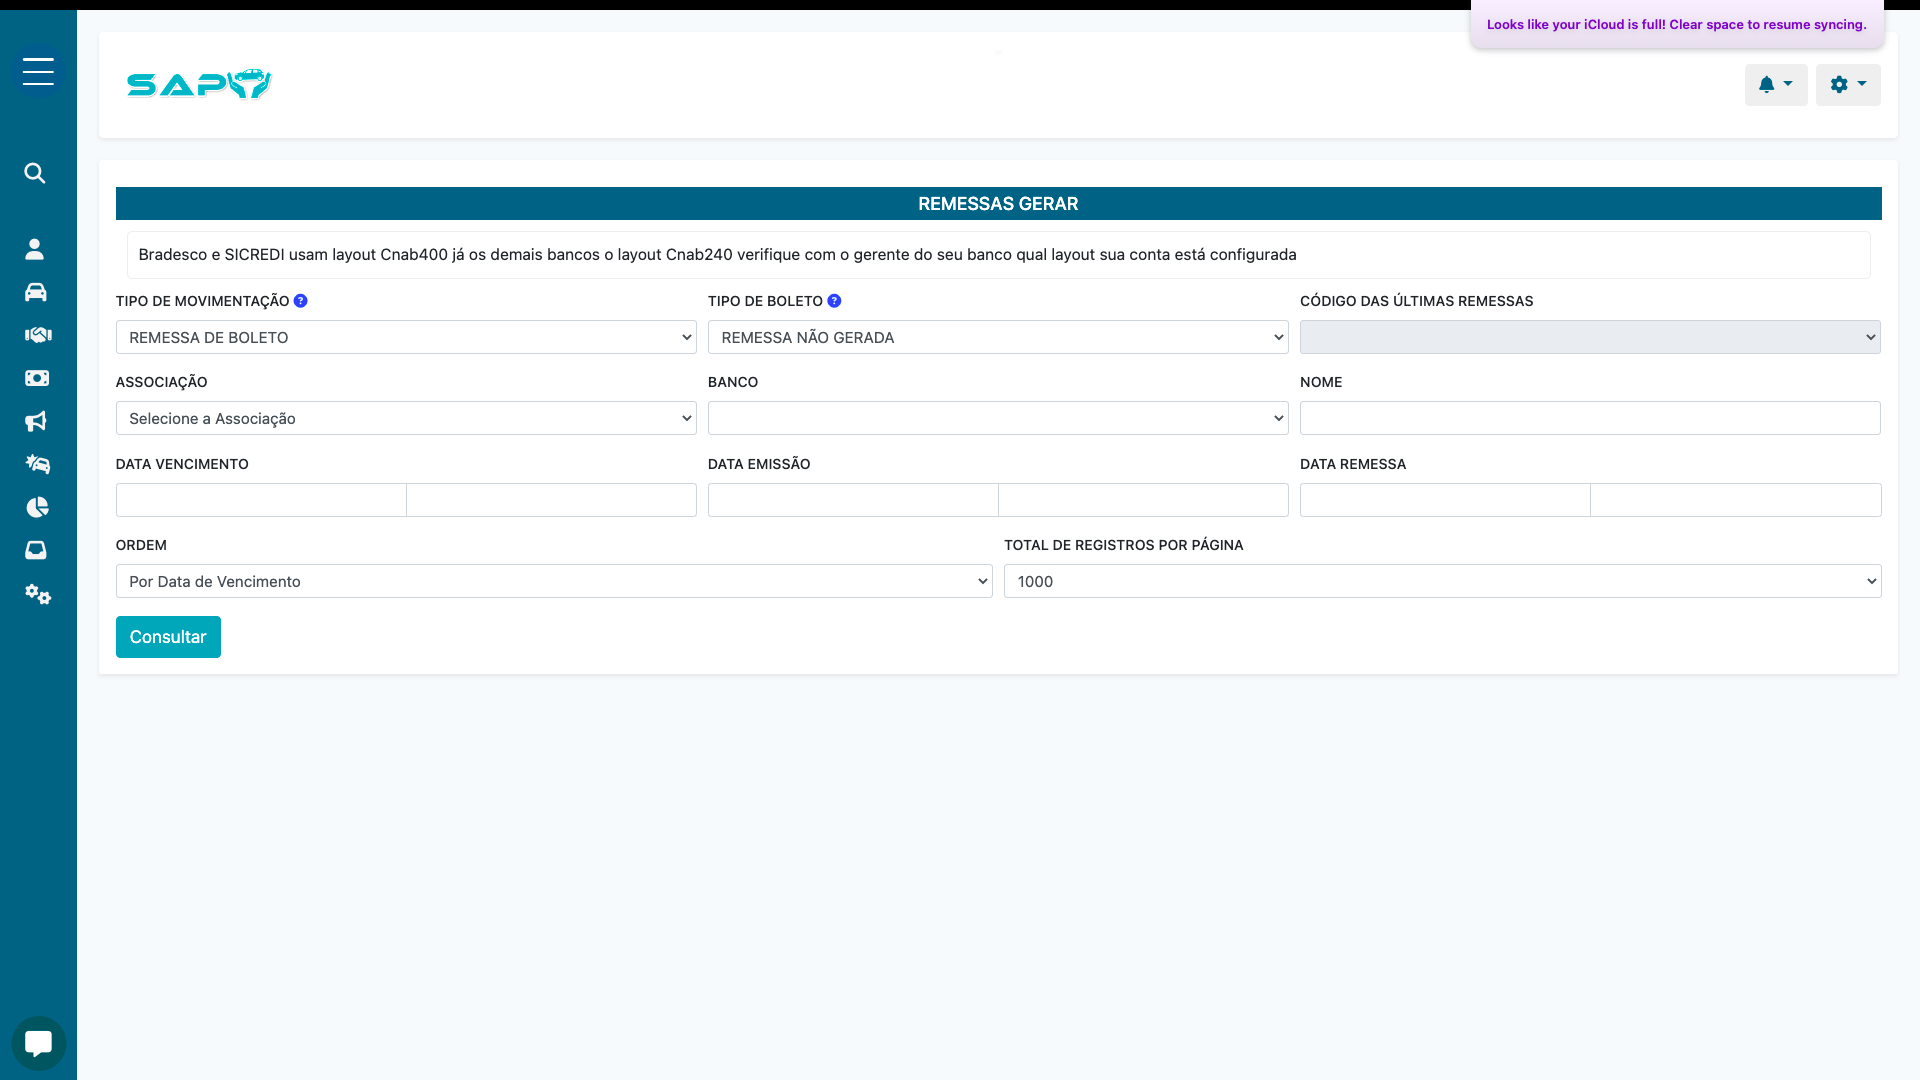 Looks like your iCloud is full! Clear space to resume syncing.
SAPY
REMESSAS GERAR
Bradesco e SICREDI usam layout Cnab400 já os demais bancos o layout Cnab240 verifique com o gerente do seu banco qual layout sua conta está configurada
TIPO DE MOVIMENTAÇÃO ?
TIPO DE BOLETO ?
CÓDIGO DAS ÚLTIMAS REMESSAS
REMESSA DE BOLETO
REMESSA NÃO GERADA
ASSOCIAÇÃO
BANCO
NOME
Selecione a Associação
DATA VENCIMENTO
DATA EMISSÃO
DATA REMESSA
ORDEM
TOTAL DE REGISTROS POR PÁGINA
Por Data de Vencimento
1000
Consultar